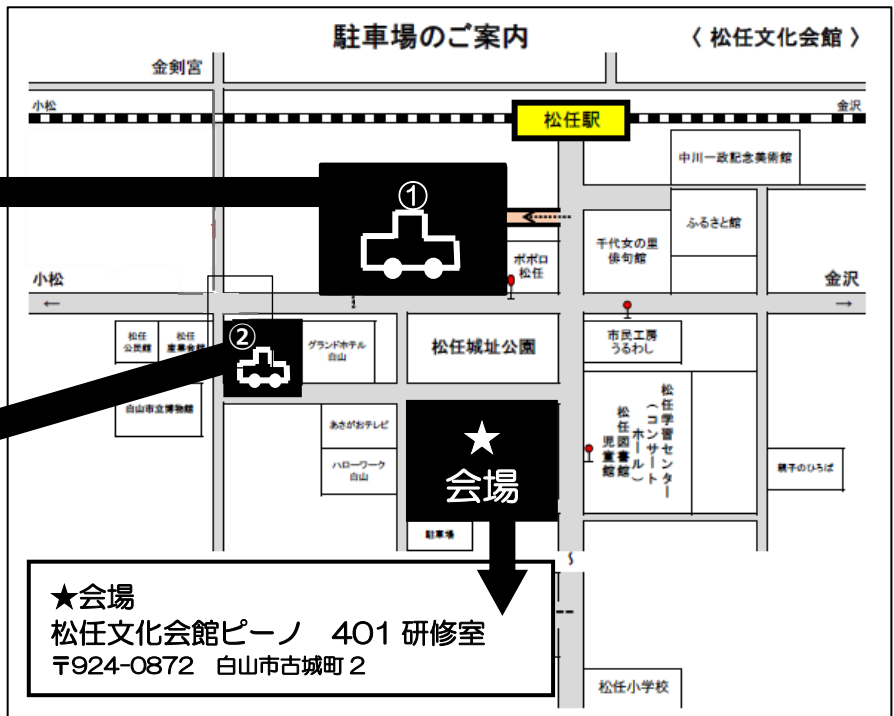 駐車場のご案内
〈 松任文化会館 〉
金剣宮
小松
金沢
松任駅
中川一政記念美術館
①
ふるさと館
千代女の里
俳句館
ポポロ
松任
小松
金沢
←
→
②
松任
公民館
松任
産業会館
グランドホテル
白山
松任城址公園
市民工房
うるわし
白山市立博物館
あさがおテレビ
ハローワーク
白山
★
会場
松任学習センター
（コンサート
ホール）
松任図書館
児童館
親子のひろば
駐車場
★会場
松任文化会館ピーノ　401 研修室
〒924-0872　白山市古城町 2
松任小学校